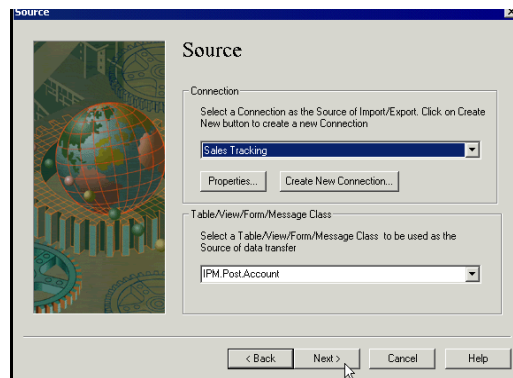 Source
Source
Connection
Select a Connection as the Source of Import/Export. Click on Create
New button to create a new Connection
Sales Tracking
Properties...
Create New Connection...
Table/View/Form/Message Class
Select a Table/View/Form/Message Class to be used as the
Source of data transfer
IPM.Post.Account
< Back
Next >
Cancel
Help